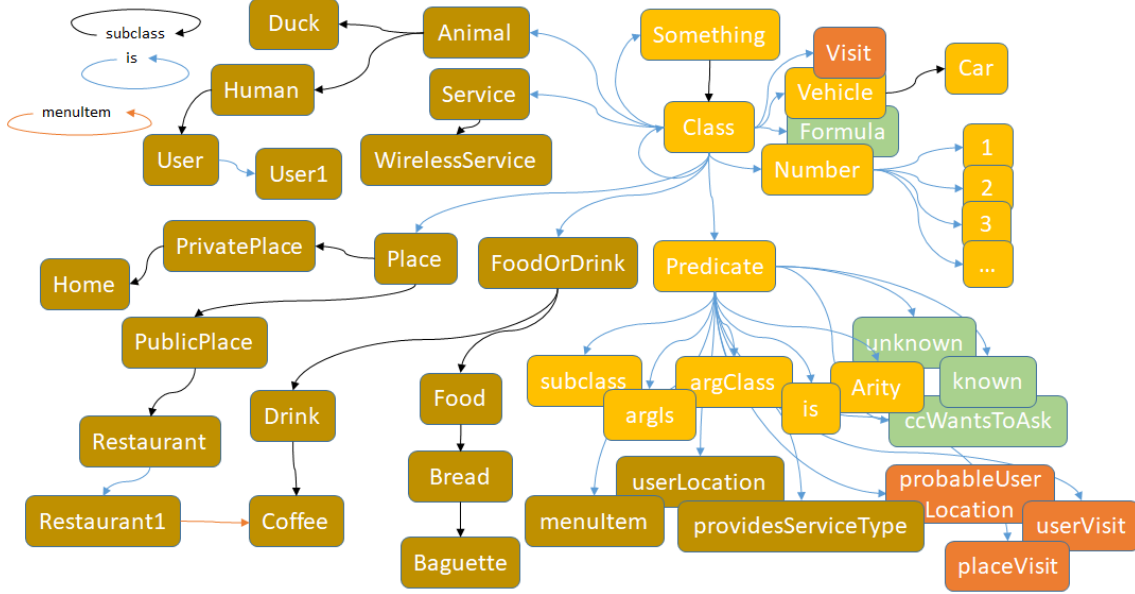 subclass
is
menuItem
Duck
Animal
Something
Visit
Car
Human
Service
Vehicle
Class
Formula
User
User1
WirelessService
Number
1
2
3
...
PrivatePlace
Place
FoodOrDrink
Predicate
Home
PublicPlace
unknown
subclass
argClass
known
Arity
argIs
is
ccWantsToAsk
Food
Drink
Restaurant
Bread
userLocation
probableUser
Location
Restaurant1
Coffee
menuItem
providesServiceType
userVisit
Baguette
placeVisit